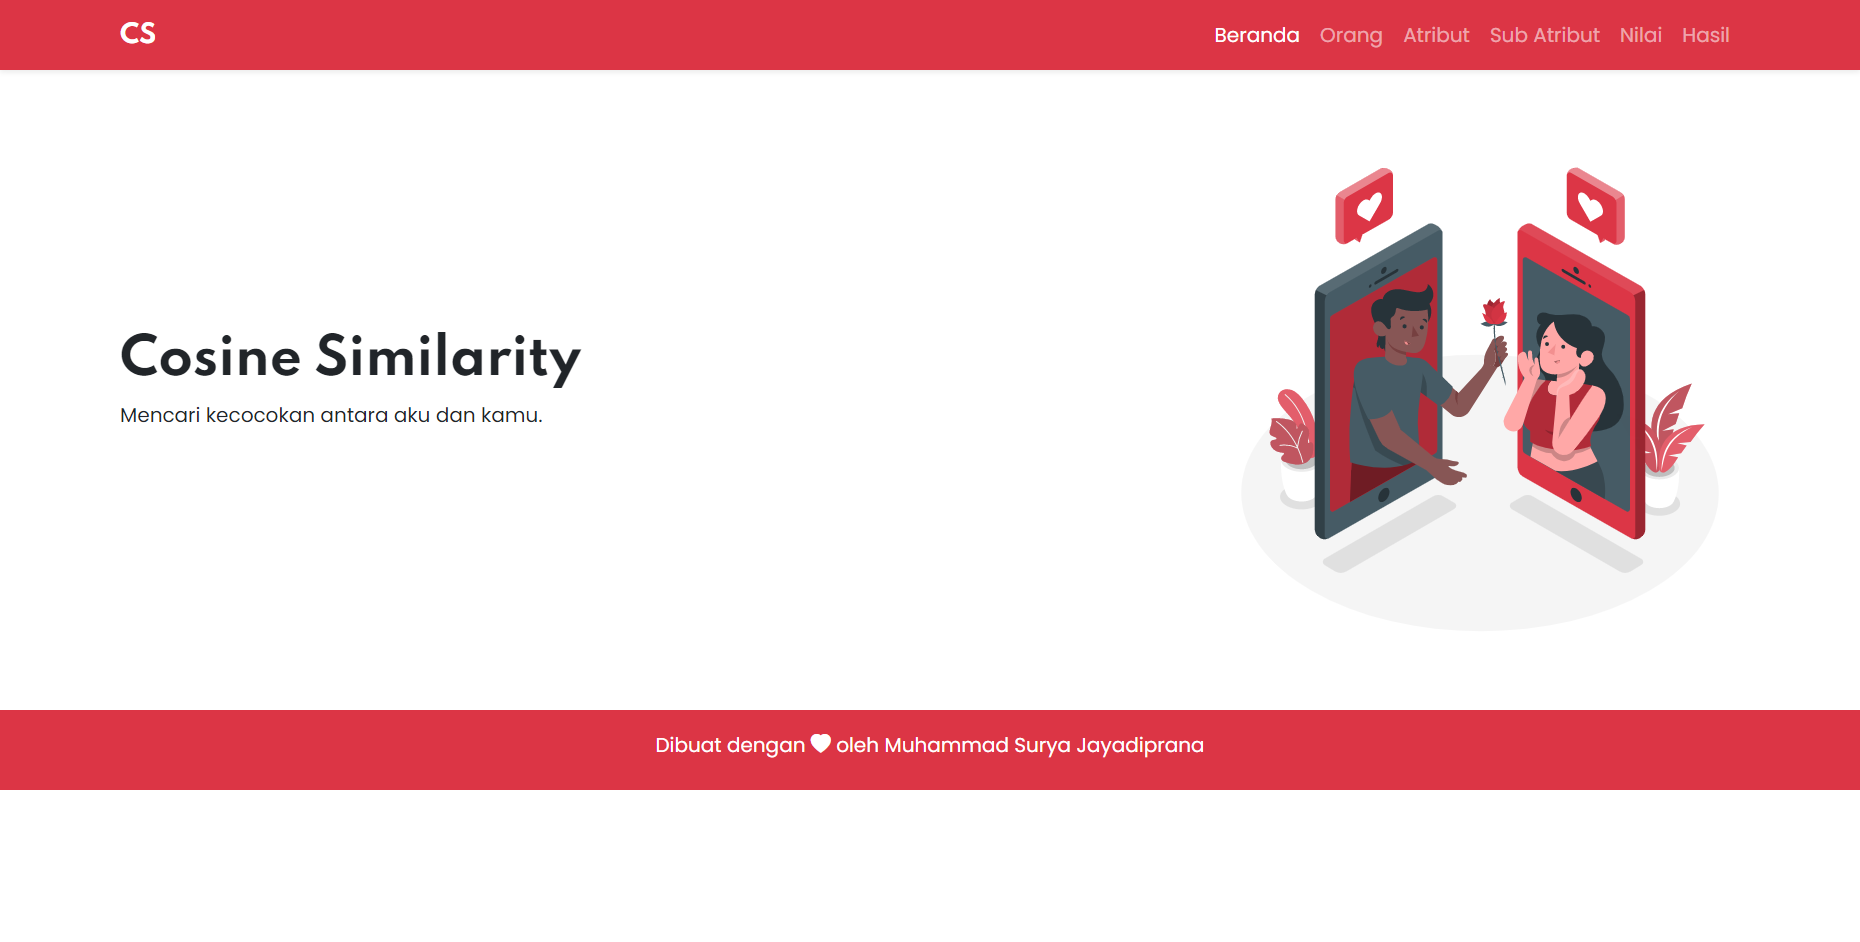 CS
Beranda Orang Atribut Sub Atribut Nilai Hasil
Cosine Similarity
Mencari kecocokan antara aku dan kamu.
Dibuat dengan oleh Muhammad Surya Jayadiprana